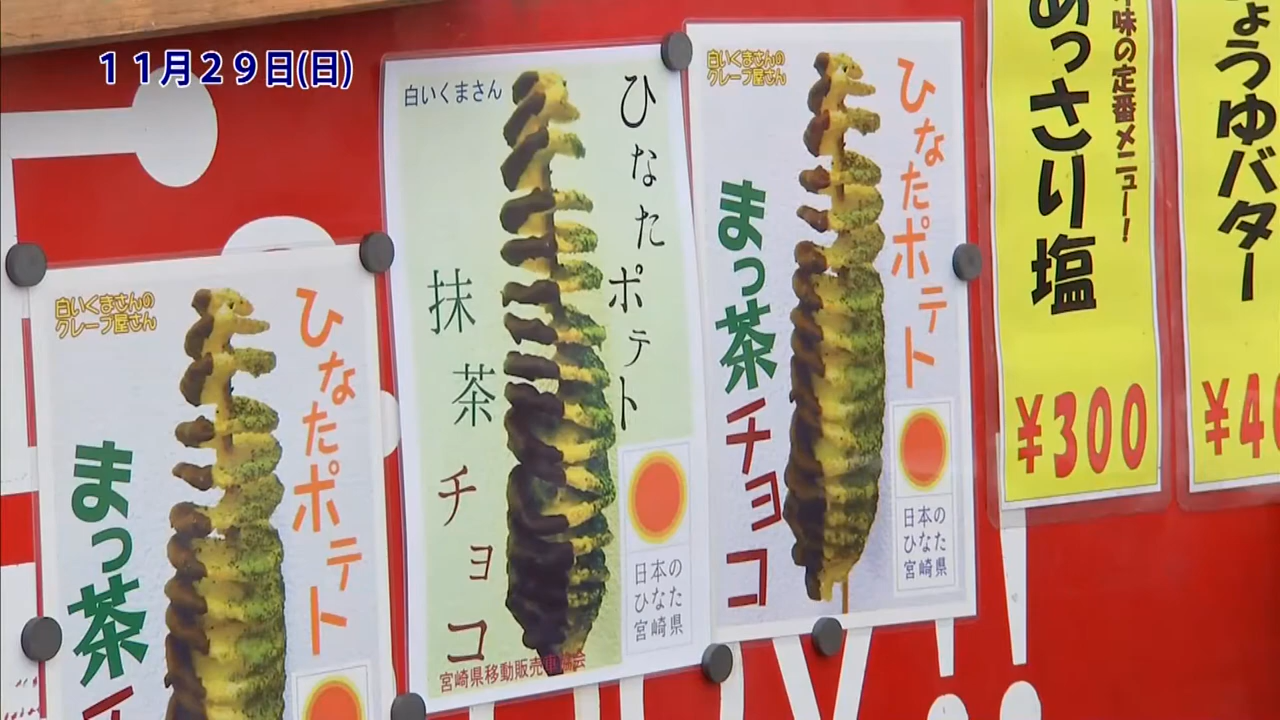 11月29日(日)
白いくまさんの
クレープ屋さん
ひなたポテト
まっ茶チ
白いくまさん
ひなたポテト
抹茶チョコ
日本の
ひなた
宮崎県
宮崎県移動販売
白いくまさんの
クレープ屋さん
ひなたポテト
まっ茶チョコ
日本の
ひなた
宮崎県
味の定番メニュー!
あっさり塩
¥300
ょうゆバター
¥40